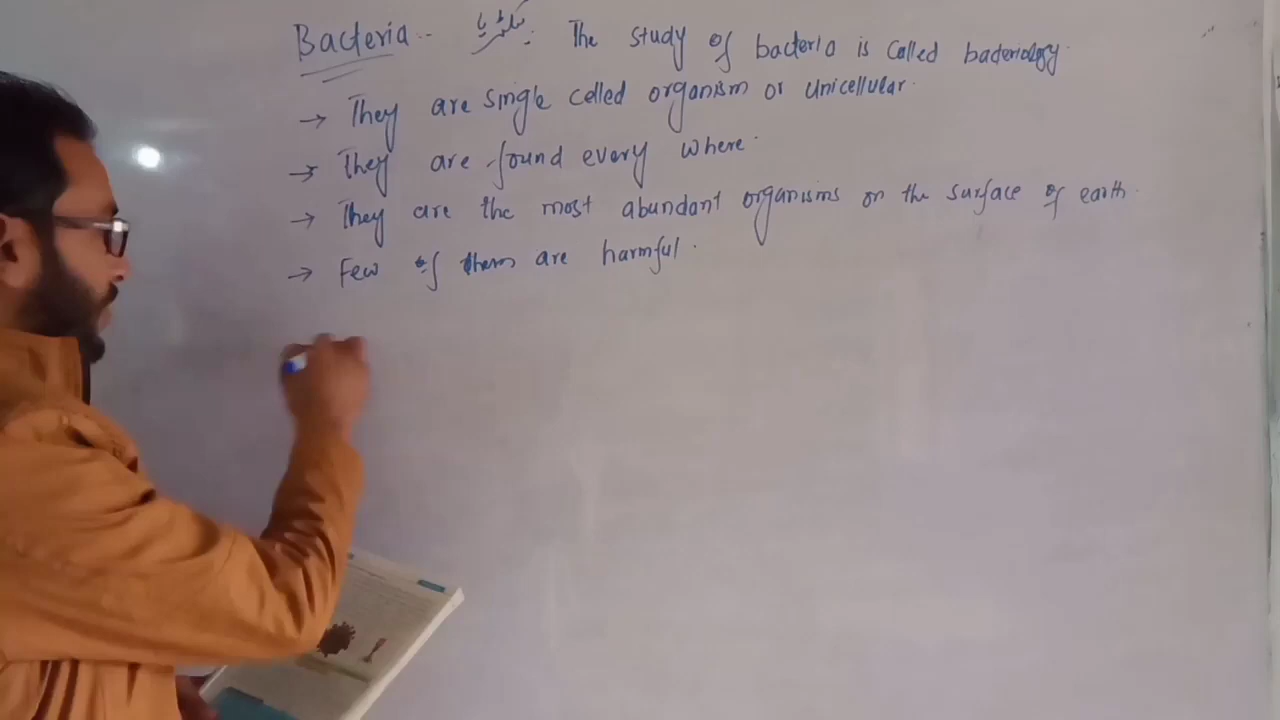 Bacteria The study of bacteria is called bacteriology.
→ They are single celled organism or unicellular.
→ They are found every where.
→ They are the most abundant organisms on the surface of earth.
→ Few of them are harmful.